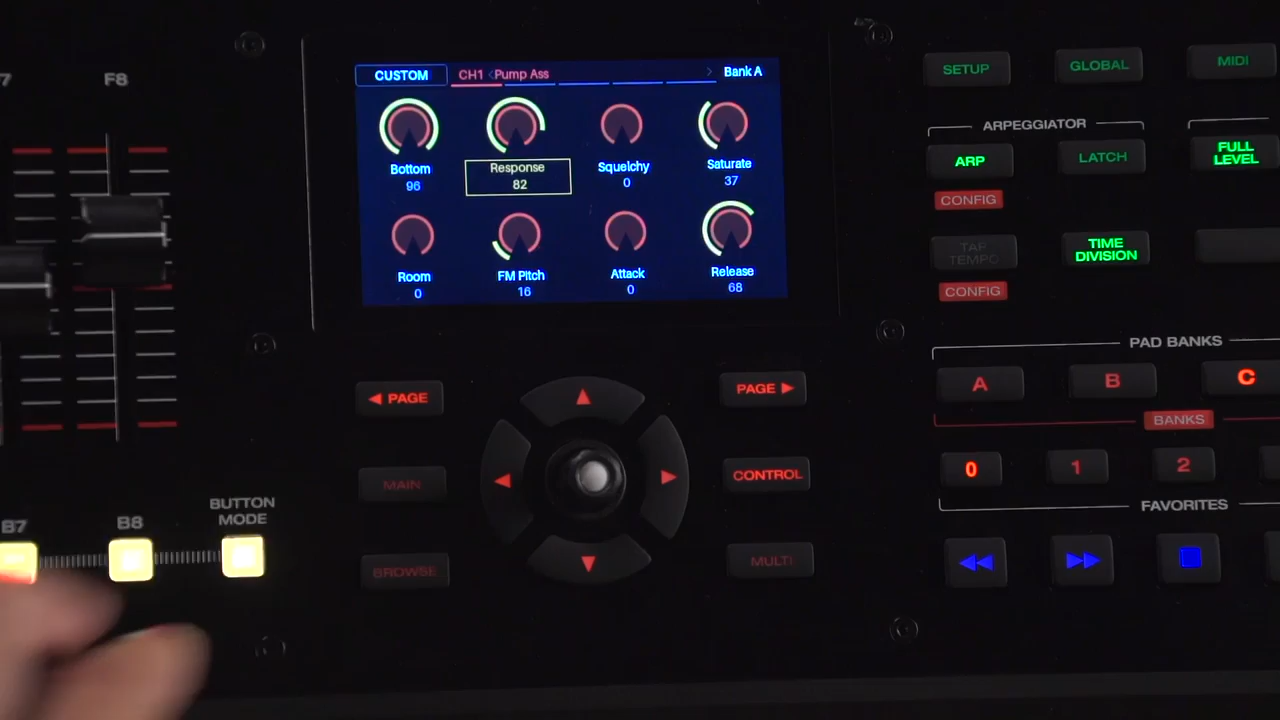 7
F8
CUSTOM
CH1 < Pump Ass >
Bank A
Bottom
96
Response
82
Squelchy
0
Saturate
37
Room
0
FM Pitch
16
Attack
0
Release
68
SETUP
GLOBAL
MIDI
ARPEGGIATOR
ARP
LATCH
FULL
LEVEL
CONFIG
TAP
TEMPO
TIME
DIVISION
CONFIG
PAD BANKS
A
B
C
BANKS
0
1
2
FAVORITES
◀ PAGE
PAGE ▶
MAIN
CONTROL
BROWSE
MULTI
B7
B8
BUTTON
MODE